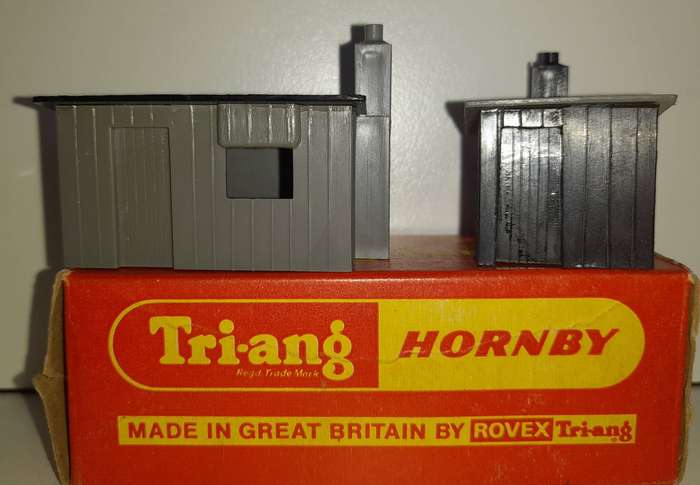 Tri-ang HORNBY
Regd. Trade Mark
MADE IN GREAT BRITAIN BY ROVEX Tri-ang